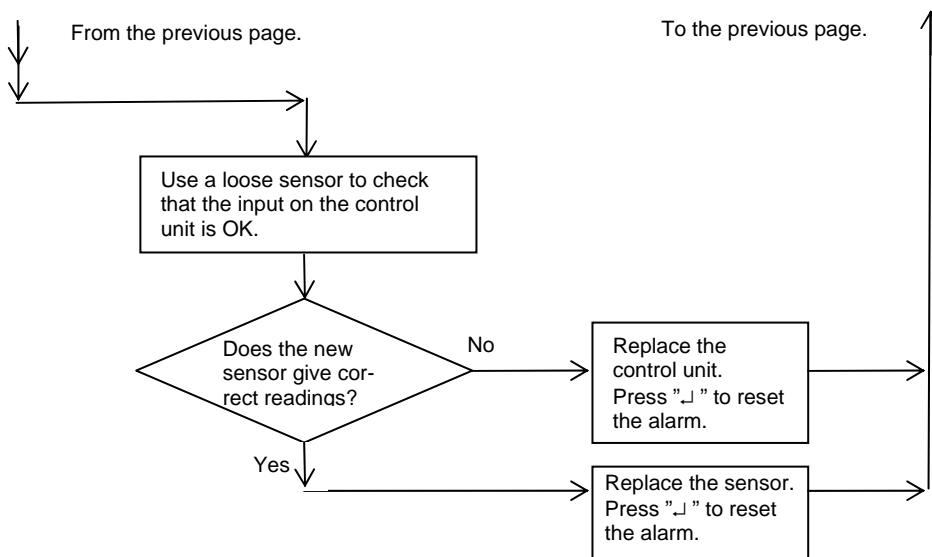 From the previous page.
To the previous page.
Use a loose sensor to check
that the input on the control
unit is OK.
Does the new
sensor give cor-
rect readings?
No
Replace the
control unit.
Press ”↵ ” to reset
the alarm.
Yes
Replace the sensor.
Press ”↵ ” to reset
the alarm.